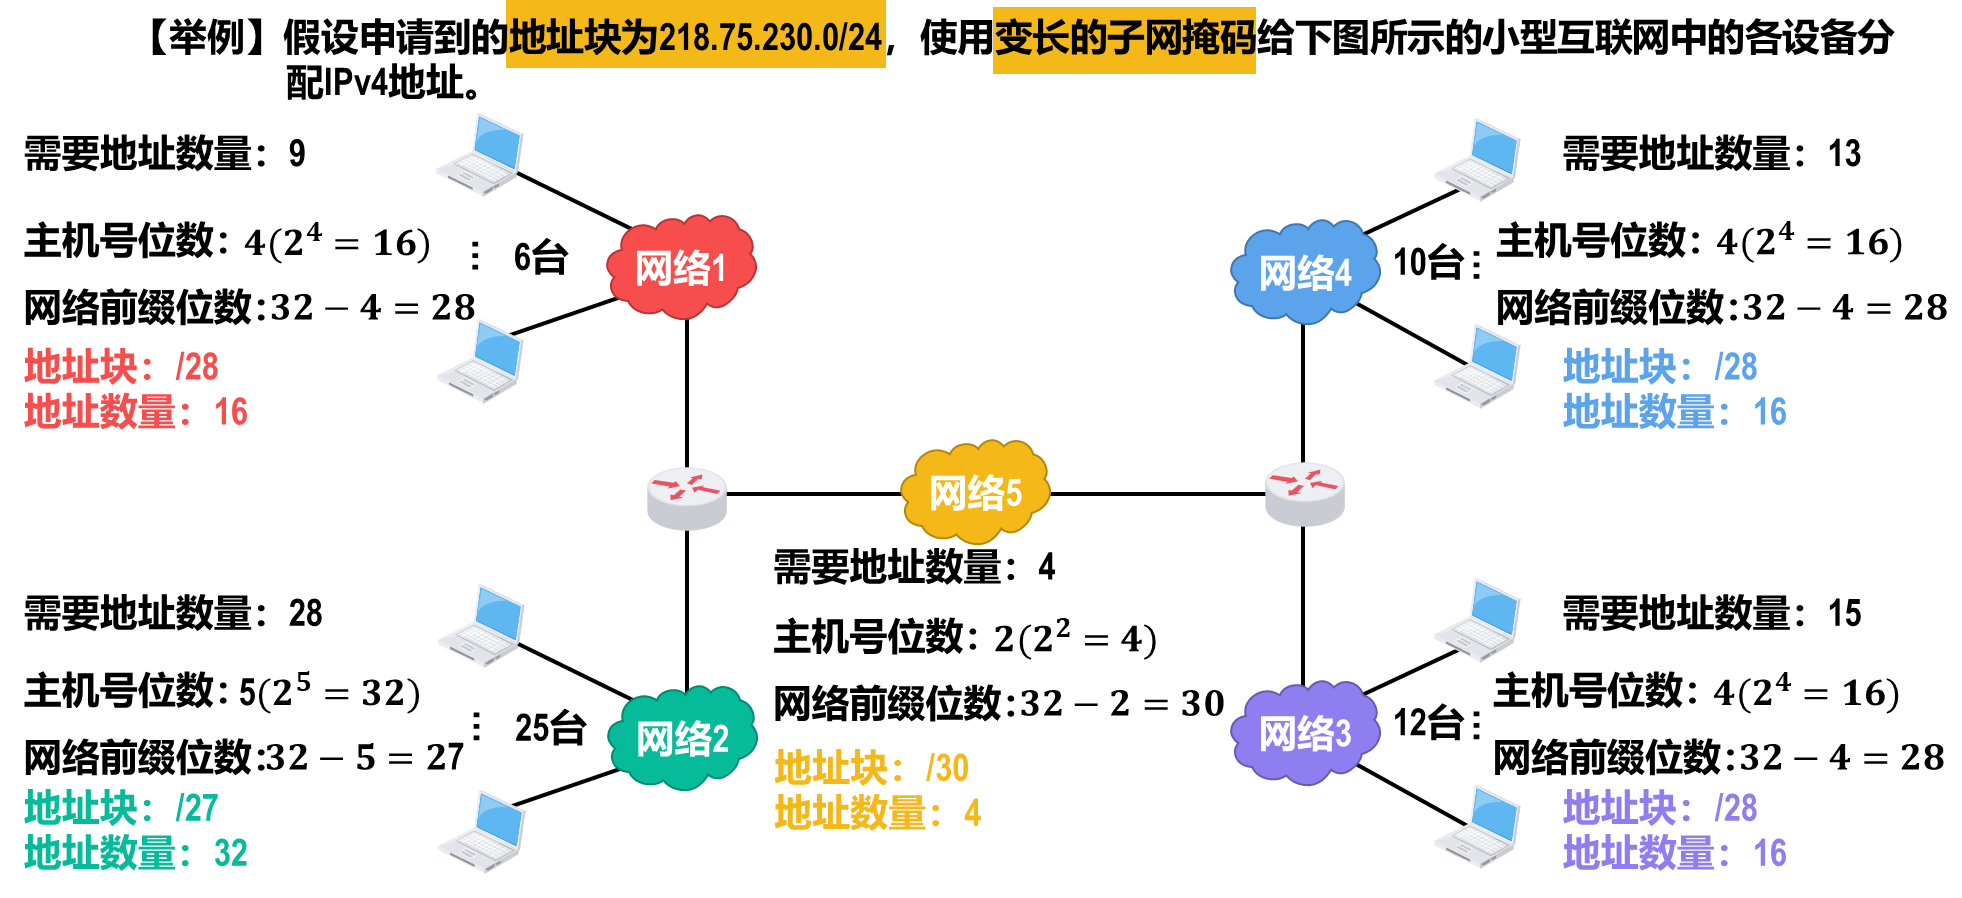 【举例】假设申请到的地址块为218.75.230.0/24，使用变长的子网掩码给下图所示的小型互联网中的各设备分
配IPv4地址。
需要地址数量：9
主机号位数：4(2⁴ = 16)
网络前缀位数：32 − 4 = 28
地址块：/28
地址数量：16
6台
网络1
网络4
10台
需要地址数量：13
主机号位数：4(2⁴ = 16)
网络前缀位数：32 − 4 = 28
地址块：/28
地址数量：16
网络5
需要地址数量：4
主机号位数：2(2² = 4)
网络前缀位数：32 − 2 = 30
地址块：/30
地址数量：4
需要地址数量：28
主机号位数：5(2⁵ = 32)
网络前缀位数：32 − 5 = 27
地址块：/27
地址数量：32
25台
网络2
网络3
12台
需要地址数量：15
主机号位数：4(2⁴ = 16)
网络前缀位数：32 − 4 = 28
地址块：/28
地址数量：16